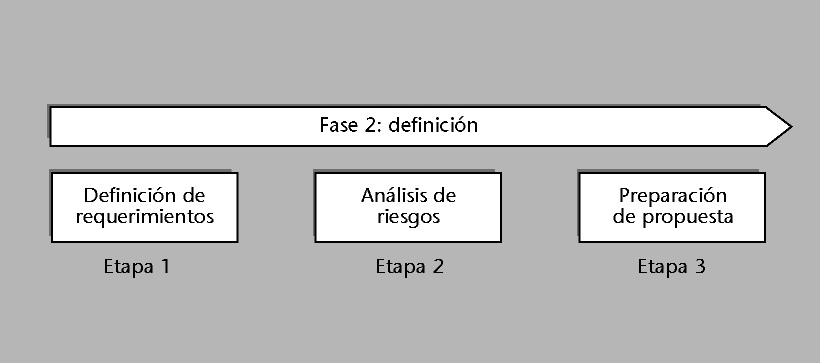 Fase 2: definición
Definición de
requerimientos
Análisis de
riesgos
Preparación
de propuesta
Etapa 1
Etapa 2
Etapa 3